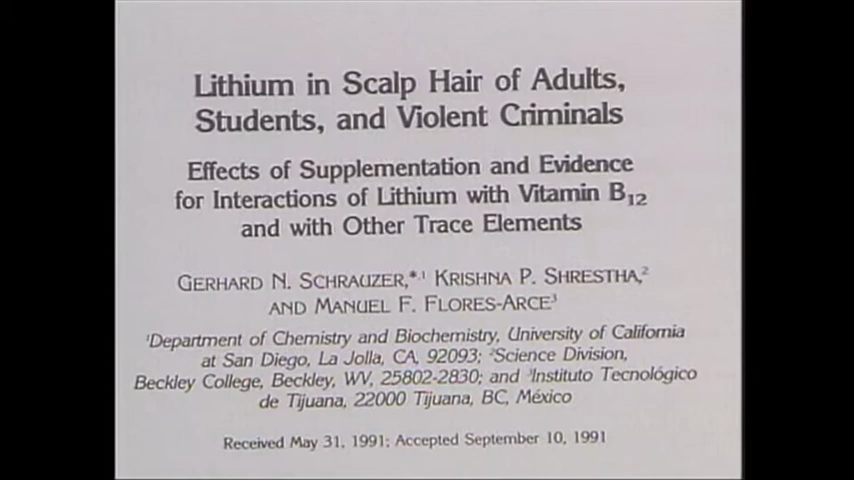 Lithium in Scalp Hair of Adults,
Students, and Violent Criminals
Effects of Supplementation and Evidence
for Interactions of Lithium with Vitamin B₁₂
and with Other Trace Elements
GERHARD N. SCHRAUZER,*,¹ KRISHNA P. SHRESTHA,²
AND MANUEL F. FLORES-ARCE³
¹Department of Chemistry and Biochemistry, University of California
at San Diego, La Jolla, CA, 92093; ²Science Division,
Beckley College, Beckley, WV, 25802-2830; and ³Instituto Tecnológico
de Tijuana, 22000 Tijuana, BC, México
Received May 31, 1991; Accepted September 10, 1991